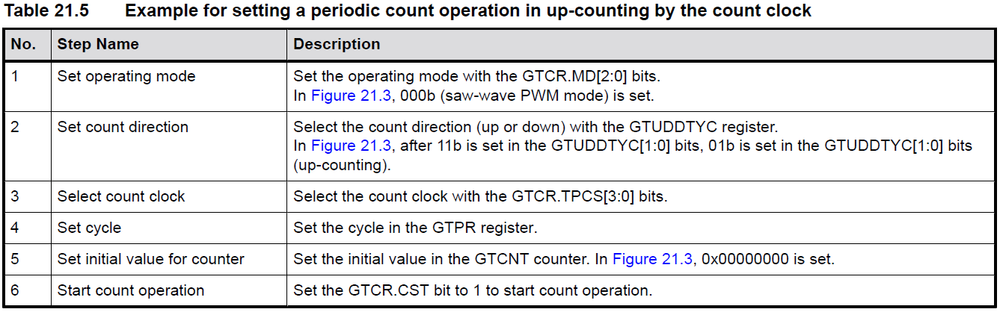 Table 21.5 Example for setting a periodic count operation in up-counting by the count clock
No. Step Name Description
1 Set operating mode Set the operating mode with the GTCR.MD[2:0] bits.
In Figure 21.3, 000b (saw-wave PWM mode) is set.
2 Set count direction Select the count direction (up or down) with the GTUDDTYC register.
In Figure 21.3, after 11b is set in the GTUDDTYC[1:0] bits, 01b is set in the GTUDDTYC[1:0] bits
(up-counting).
3 Select count clock Select the count clock with the GTCR.TPCS[3:0] bits.
4 Set cycle Set the cycle in the GTPR register.
5 Set initial value for counter Set the initial value in the GTCNT counter. In Figure 21.3, 0x00000000 is set.
6 Start count operation Set the GTCR.CST bit to 1 to start count operation.